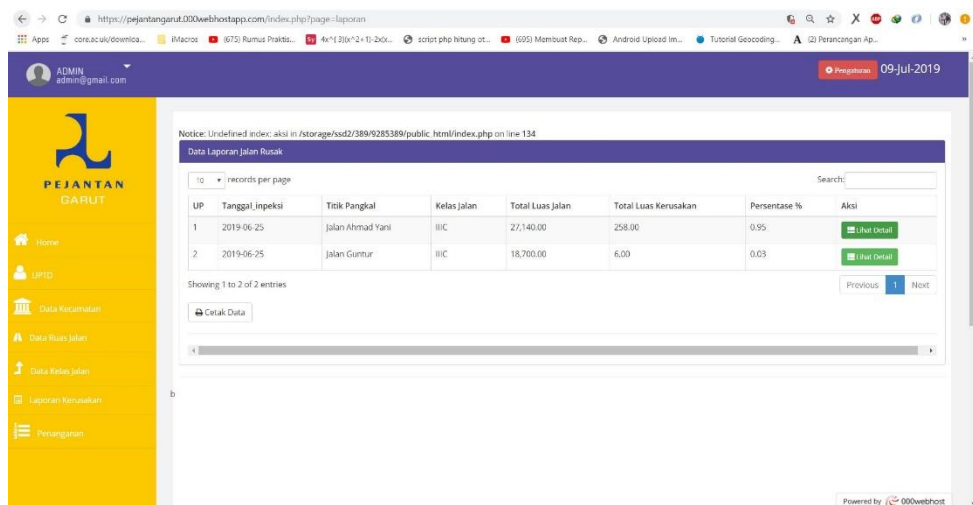 https://pejantangarut.000webhostapp.com/index.php?page=laporan
Apps core.ac.uk/downloa... iMacros (675) Rumus Praktis... 4x^{3}(x^2+1)-2x(x... script php hitung ot... (695) Membuat Rep... Android Upload Im... Tutorial Geocoding... (2) Perancangan Ap...
ADMIN
admin@gmail.com
Pengaturan 09-Jul-2019
PEJANTAN
GARUT
Home
UPTD
Data Kecamatan
Data Ruas Jalan
Data Kelas Jalan
Laporan Kerusakan
Penanganan
Notice: Undefined index: aksi in /storage/ssd2/389/9285389/public_html/index.php on line 134
Data Laporan Jalan Rusak
10 records per page Search:
UP Tanggal_inpeksi Titik Pangkal Kelas Jalan Total Luas Jalan Total Luas Kerusakan Persentase % Aksi
1 2019-06-25 Jalan Ahmad Yani IIIC 27,140.00 258.00 0.95 Lihat Detail
2 2019-06-25 Jalan Guntur IIIC 18,700.00 6.00 0.03 Lihat Detail
Showing 1 to 2 of 2 entries Previous 1 Next
Cetak Data
b
Powered by 000webhost